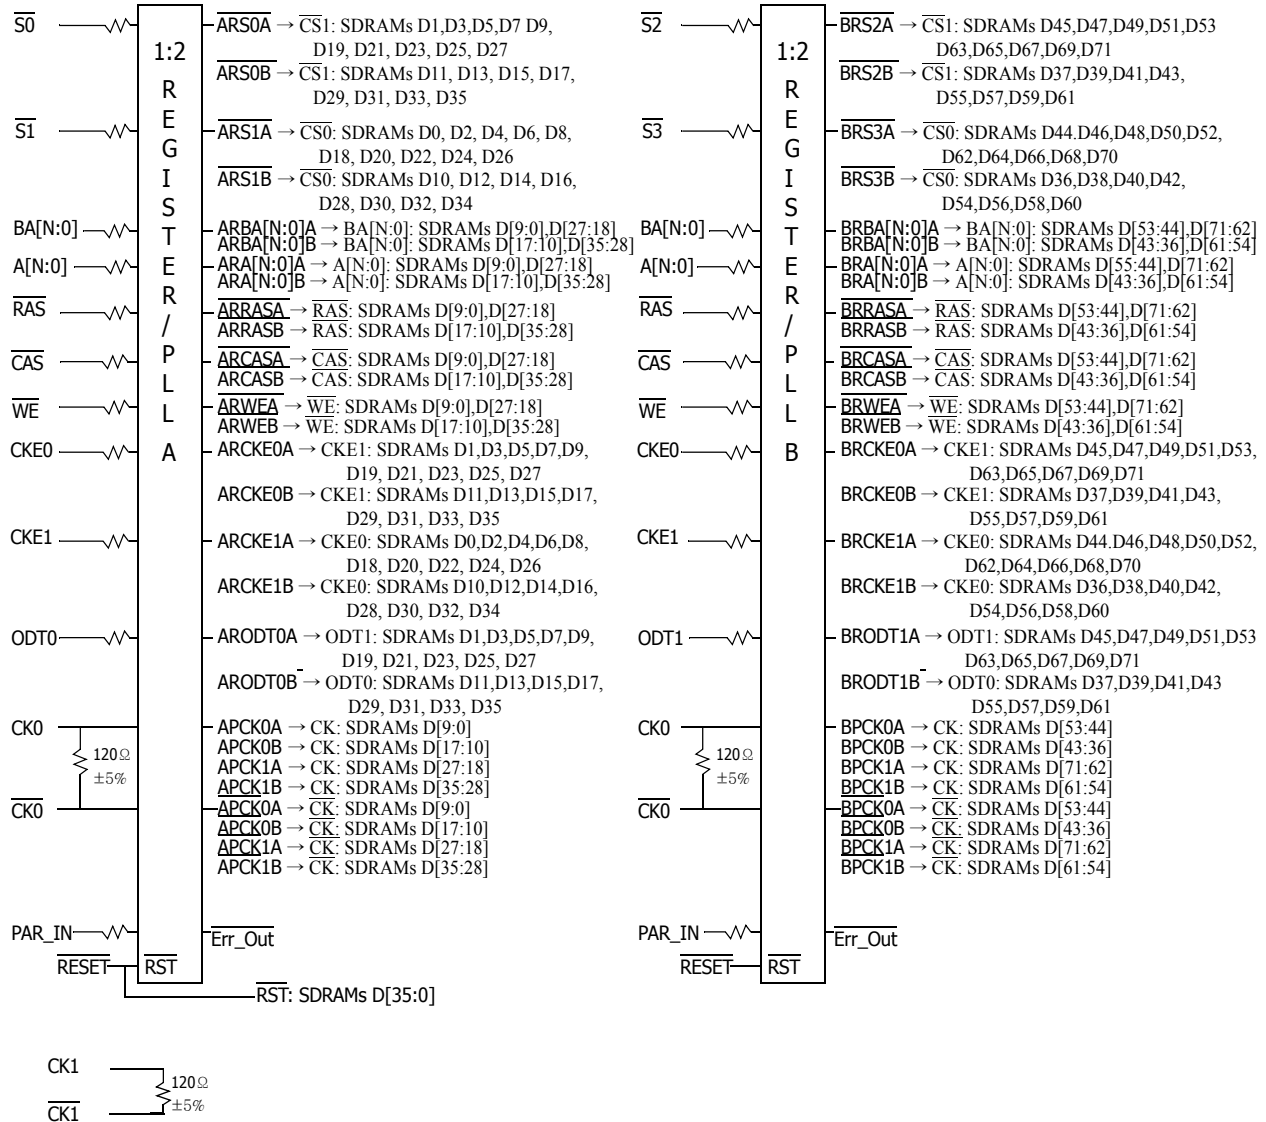 S0
1:2
REGISTER/PLL
A
ARS0A → CS1: SDRAMs D1,D3,D5,D7 D9,
D19, D21, D23, D25, D27
ARS0B → CS1: SDRAMs D11, D13, D15, D17,
D29, D31, D33, D35
S1
ARS1A → CS0: SDRAMs D0, D2, D4, D6, D8,
D18, D20, D22, D24, D26
ARS1B → CS0: SDRAMs D10, D12, D14, D16,
D28, D30, D32, D34
BA[N:0]
ARBA[N:0]A → BA[N:0]: SDRAMs D[9:0],D[27:18]
ARBA[N:0]B → BA[N:0]: SDRAMs D[17:10],D[35:28]
A[N:0]
ARA[N:0]A → A[N:0]: SDRAMs D[9:0],D[27:18]
ARA[N:0]B → A[N:0]: SDRAMs D[17:10],D[35:28]
RAS
ARRASA → RAS: SDRAMs D[9:0],D[27:18]
ARRASB → RAS: SDRAMs D[17:10],D[35:28]
CAS
ARCASA → CAS: SDRAMs D[9:0],D[27:18]
ARCASB → CAS: SDRAMs D[17:10],D[35:28]
WE
ARWEA → WE: SDRAMs D[9:0],D[27:18]
ARWEB → WE: SDRAMs D[17:10],D[35:28]
CKE0
ARCKE0A → CKE1: SDRAMs D1,D3,D5,D7,D9,
D19, D21, D23, D25, D27
ARCKE0B → CKE1: SDRAMs D11,D13,D15,D17,
D29, D31, D33, D35
CKE1
ARCKE1A → CKE0: SDRAMs D0,D2,D4,D6,D8,
D18, D20, D22, D24, D26
ARCKE1B → CKE0: SDRAMs D10,D12,D14,D16,
D28, D30, D32, D34
ODT0
ARODT0A → ODT1: SDRAMs D1,D3,D5,D7,D9,
D19, D21, D23, D25, D27
ARODT0B → ODT0: SDRAMs D11,D13,D15,D17,
D29, D31, D33, D35
CK0
120Ω
±5%
CK0
APCK0A → CK: SDRAMs D[9:0]
APCK0B → CK: SDRAMs D[17:10]
APCK1A → CK: SDRAMs D[27:18]
APCK1B → CK: SDRAMs D[35:28]
APCK0A → CK: SDRAMs D[9:0]
APCK0B → CK: SDRAMs D[17:10]
APCK1A → CK: SDRAMs D[27:18]
APCK1B → CK: SDRAMs D[35:28]
PAR_IN
Err_Out
RESET
RST
RST: SDRAMs D[35:0]
CK1
120Ω
±5%
CK1
S2
1:2
REGISTER/PLL
B
BRS2A → CS1: SDRAMs D45,D47,D49,D51,D53
D63,D65,D67,D69,D71
BRS2B → CS1: SDRAMs D37,D39,D41,D43,
D55,D57,D59,D61
S3
BRS3A → CS0: SDRAMs D44.D46,D48,D50,D52,
D62,D64,D66,D68,D70
BRS3B → CS0: SDRAMs D36,D38,D40,D42,
D54,D56,D58,D60
BA[N:0]
BRBA[N:0]A → BA[N:0]: SDRAMs D[53:44],D[71:62]
BRBA[N:0]B → BA[N:0]: SDRAMs D[43:36],D[61:54]
A[N:0]
BRA[N:0]A → A[N:0]: SDRAMs D[55:44],D[71:62]
BRA[N:0]B → A[N:0]: SDRAMs D[43:36],D[61:54]
RAS
BRRASA → RAS: SDRAMs D[53:44],D[71:62]
BRRASB → RAS: SDRAMs D[43:36],D[61:54]
CAS
BRCASA → CAS: SDRAMs D[53:44],D[71:62]
BRCASB → CAS: SDRAMs D[43:36],D[61:54]
WE
BRWEA → WE: SDRAMs D[53:44],D[71:62]
BRWEB → WE: SDRAMs D[43:36],D[61:54]
CKE0
BRCKE0A → CKE1: SDRAMs D45,D47,D49,D51,D53,
D63,D65,D67,D69,D71
BRCKE0B → CKE1: SDRAMs D37,D39,D41,D43,
D55,D57,D59,D61
CKE1
BRCKE1A → CKE0: SDRAMs D44.D46,D48,D50,D52,
D62,D64,D66,D68,D70
BRCKE1B → CKE0: SDRAMs D36,D38,D40,D42,
D54,D56,D58,D60
ODT1
BRODT1A → ODT1: SDRAMs D45,D47,D49,D51,D53
D63,D65,D67,D69,D71
BRODT1B → ODT0: SDRAMs D37,D39,D41,D43
D55,D57,D59,D61
CK0
120Ω
±5%
CK0
BPCK0A → CK: SDRAMs D[53:44]
BPCK0B → CK: SDRAMs D[43:36]
BPCK1A → CK: SDRAMs D[71:62]
BPCK1B → CK: SDRAMs D[61:54]
BPCK0A → CK: SDRAMs D[53:44]
BPCK0B → CK: SDRAMs D[43:36]
BPCK1A → CK: SDRAMs D[71:62]
BPCK1B → CK: SDRAMs D[61:54]
PAR_IN
Err_Out
RESET
RST